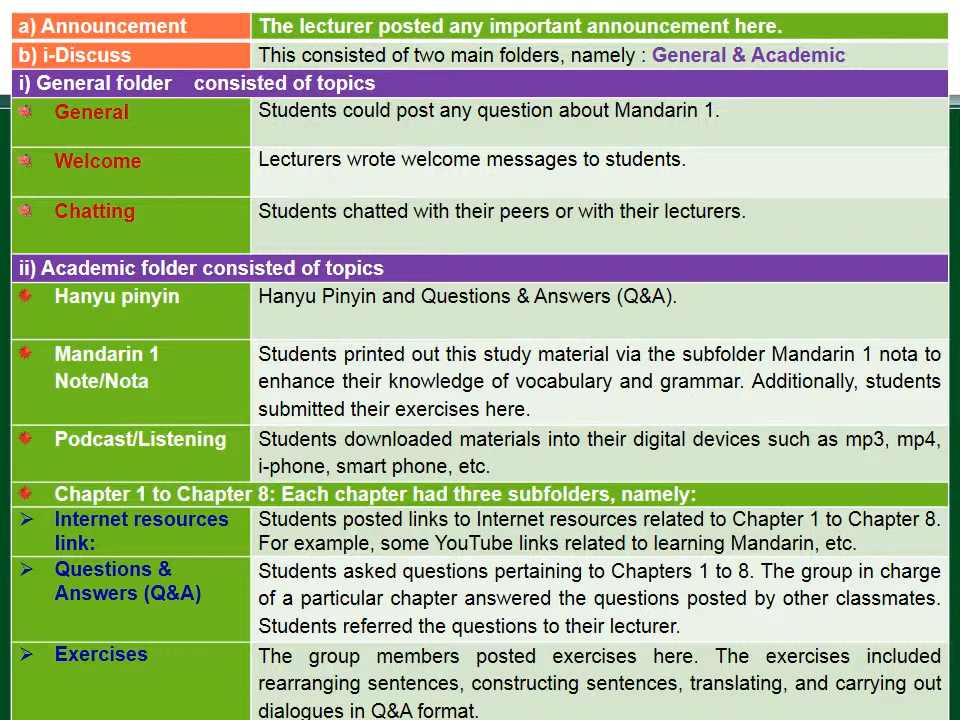 a) Announcement
The lecturer posted any important announcement here.
b) i-Discuss
This consisted of two main folders, namely : General & Academic
i) General folder consisted of topics
General
Students could post any question about Mandarin 1.
Welcome
Lecturers wrote welcome messages to students.
Chatting
Students chatted with their peers or with their lecturers.
ii) Academic folder consisted of topics
Hanyu pinyin
Hanyu Pinyin and Questions & Answers (Q&A).
Mandarin 1
Note/Nota
Students printed out this study material via the subfolder Mandarin 1 nota to
enhance their knowledge of vocabulary and grammar. Additionally, students
submitted their exercises here.
Podcast/Listening
Students downloaded materials into their digital devices such as mp3, mp4,
i-phone, smart phone, etc.
Chapter 1 to Chapter 8: Each chapter had three subfolders, namely:
Internet resources
link:
Students posted links to Internet resources related to Chapter 1 to Chapter 8.
For example, some YouTube links related to learning Mandarin, etc.
Questions &
Answers (Q&A)
Students asked questions pertaining to Chapters 1 to 8. The group in charge
of a particular chapter answered the questions posted by other classmates.
Students referred the questions to their lecturer.
Exercises
The group members posted exercises here. The exercises included
rearranging sentences, constructing sentences, translating, and carrying out
dialogues in Q&A format.